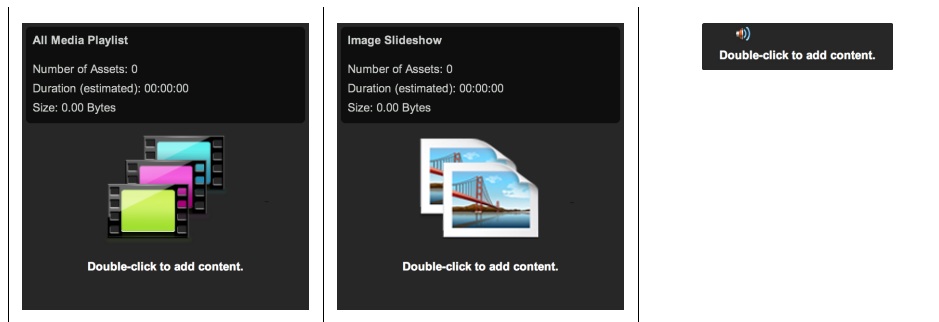 All Media Playlist
Number of Assets: 0
Duration (estimated): 00:00:00
Size: 0.00 Bytes
Double-click to add content.
Image Slideshow
Number of Assets: 0
Duration (estimated): 00:00:00
Size: 0.00 Bytes
Double-click to add content.
Double-click to add content.